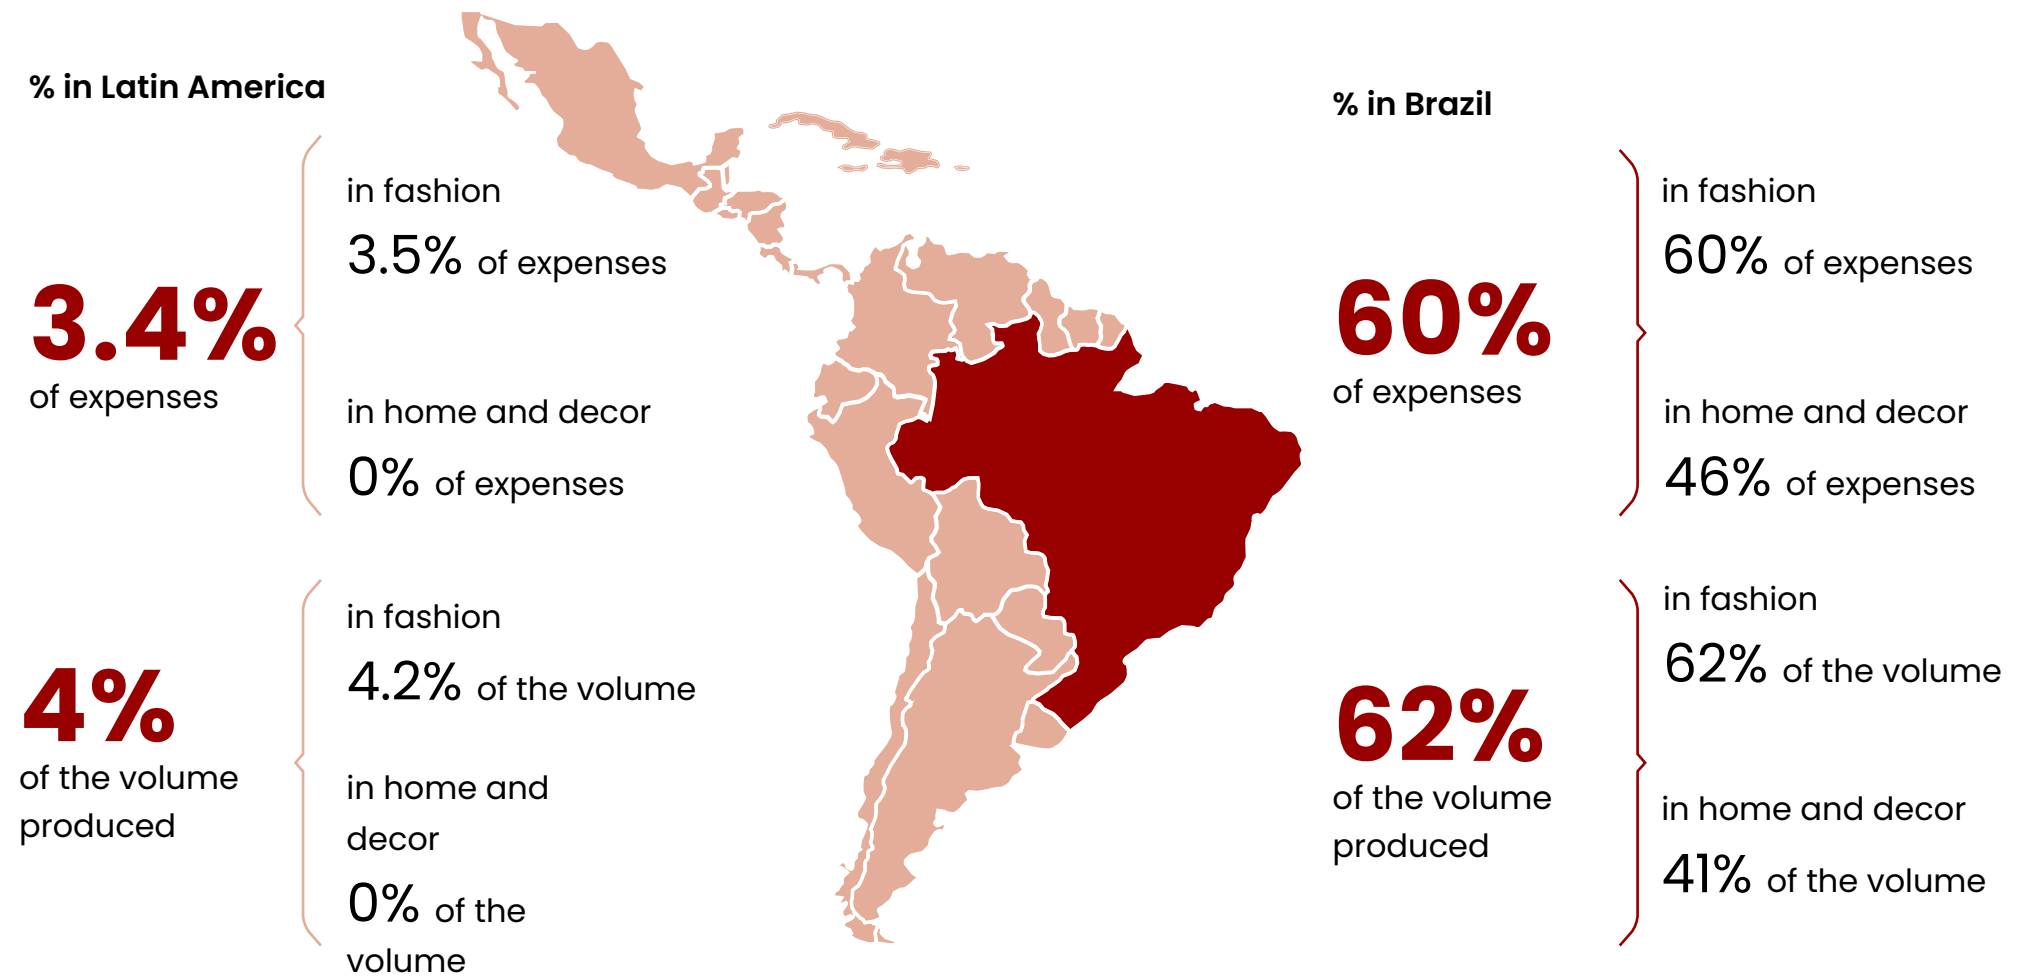 % in Latin America
3.4%
of expenses
in fashion
3.5% of expenses
in home and decor
0% of expenses
4%
of the volume
produced
in fashion
4.2% of the volume
in home and
decor
0% of the
volume
% in Brazil
60%
of expenses
in fashion
60% of expenses
in home and decor
46% of expenses
62%
of the volume
produced
in fashion
62% of the volume
in home and decor
41% of the volume